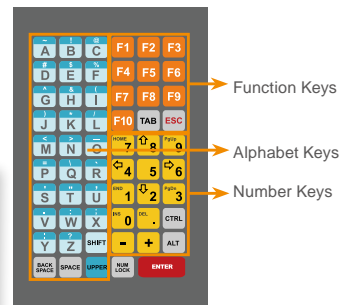 ~ ! @
A B C F1 F2 F3
# $ %
D E F F4 F5 F6
^ & (
G H I F7 F8 F9
) * /
J K L F10 TAB ESC
< > HOME PgUp
M N O 7 8 9
=
P Q R 4 5 6
END PgDn
S T U 1 2 3
INS DEL
V W X 0 . CTRL
?
Y Z SHIFT - + ALT
BACK SPACE SPACE UPPER NUM LOCK ENTER
Function Keys
Alphabet Keys
Number Keys